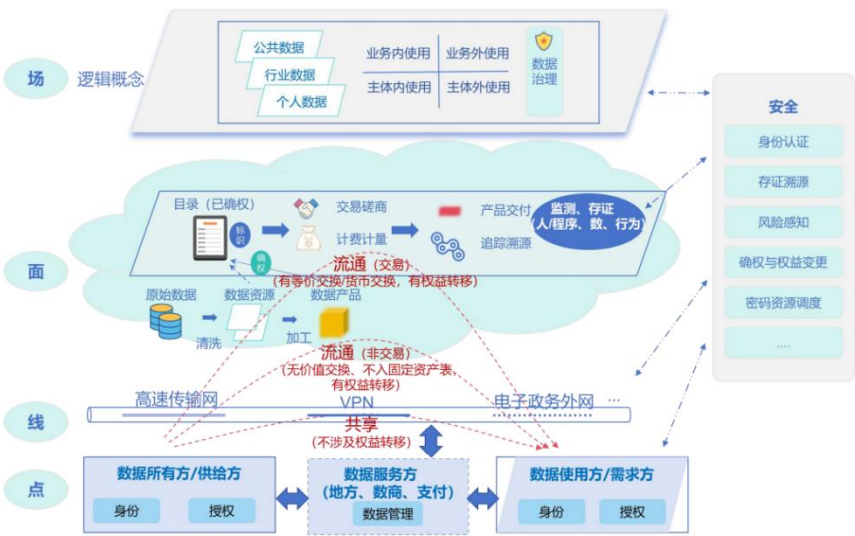 场
逻辑概念
公共数据
行业数据
个人数据
业务内使用
业务外使用
主体内使用
主体外使用
数据
治理
安全
身份认证
存证溯源
风险感知
确权与权益变更
密码资源调度
....
面
目录（已确权）
标识
确权
交易磋商
计费计量
产品交付
追踪溯源
监测、存证
（人/程序、数、行为）
流通（交易）
（有等价交换/货币交换，有权益转移）
原始数据
数据资源
数据产品
清洗
加工
流通（非交易）
（无价值交换、不入固定资产表，
有权益转移）
线
高速传输网
VPN
电子政务外网
...
共享
（不涉及权益转移）
点
数据所有方/供给方
身份
授权
数据服务方
（地方、数商、支付）
数据管理
数据使用方/需求方
身份
授权